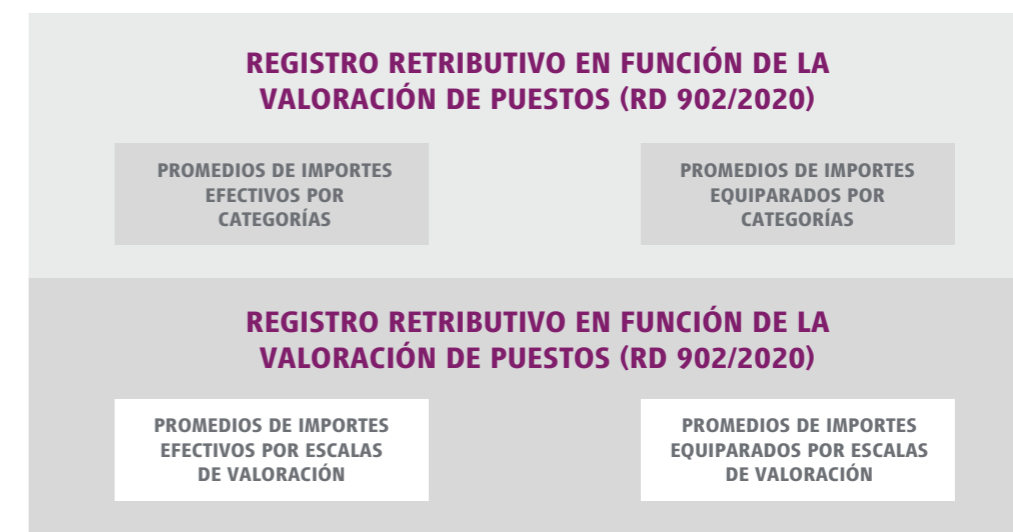 REGISTRO RETRIBUTIVO EN FUNCIÓN DE LA
VALORACIÓN DE PUESTOS (RD 902/2020)
PROMEDIOS DE IMPORTES
EFECTIVOS POR
CATEGORÍAS
PROMEDIOS DE IMPORTES
EQUIPARADOS POR
CATEGORÍAS
REGISTRO RETRIBUTIVO EN FUNCIÓN DE LA
VALORACIÓN DE PUESTOS (RD 902/2020)
PROMEDIOS DE IMPORTES
EFECTIVOS POR ESCALAS
DE VALORACIÓN
PROMEDIOS DE IMPORTES
EQUIPARADOS POR ESCALAS
DE VALORACIÓN